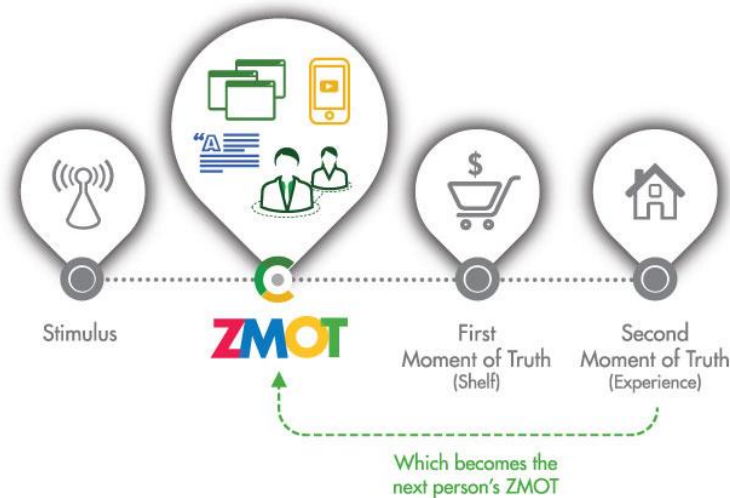 “A
$
Stimulus
ZMOT
First
Moment of Truth
(Shelf)
Second
Moment of Truth
(Experience)
Which becomes the
next person's ZMOT